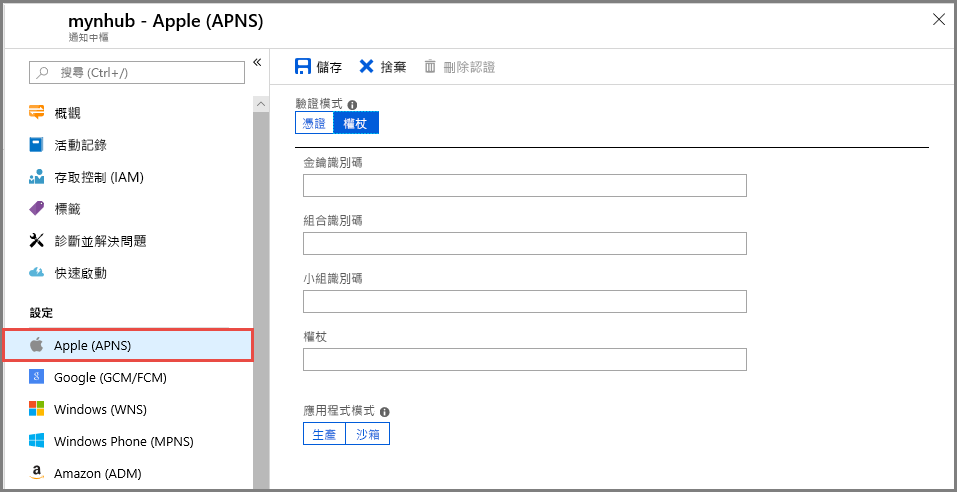 mynhub - Apple (APNS)
通知中樞
搜尋 (Ctrl+/)
«
概觀
活動記錄
存取控制 (IAM)
標籤
診斷並解決問題
快速啟動
設定
Apple (APNS)
Google (GCM/FCM)
Windows (WNS)
Windows Phone (MPNS)
Amazon (ADM)
儲存 捨棄 刪除認證
驗證模式
憑證 權杖
金鑰識別碼
組合識別碼
小組識別碼
權杖
應用程式模式
生產 沙箱